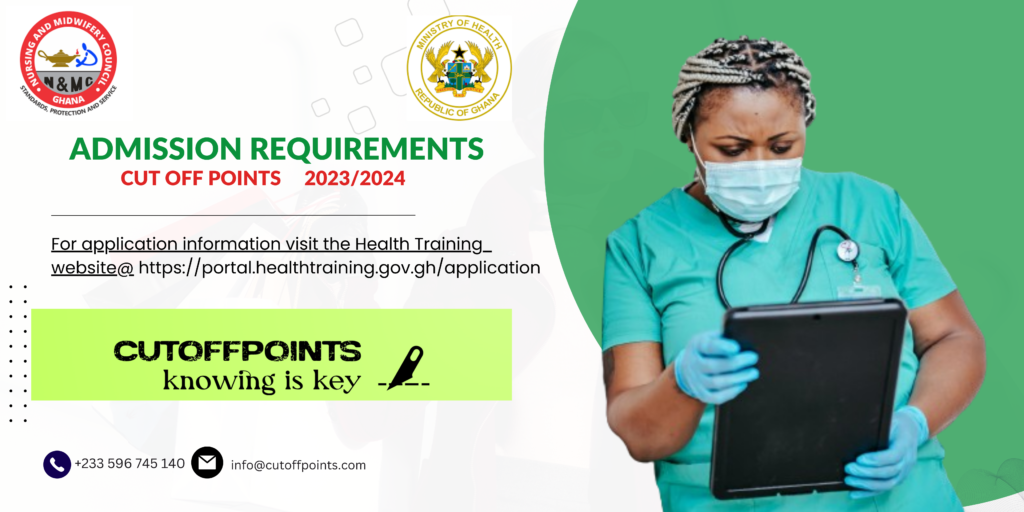 NURSING AND MIDWIFERY COUNCIL
N & MC
GHANA
STANDARDS, PROTECTION AND SERVICE
MINISTRY OF HEALTH
REPUBLIC OF GHANA
ADMISSION REQUIREMENTS
CUT OFF POINTS 2023/2024
For application information visit the Health Training
website@ https://portal.healthtraining.gov.gh/application
CUTOFFPOINTS
knowing is key
+233 596 745 140 info@cutoffpoints.com